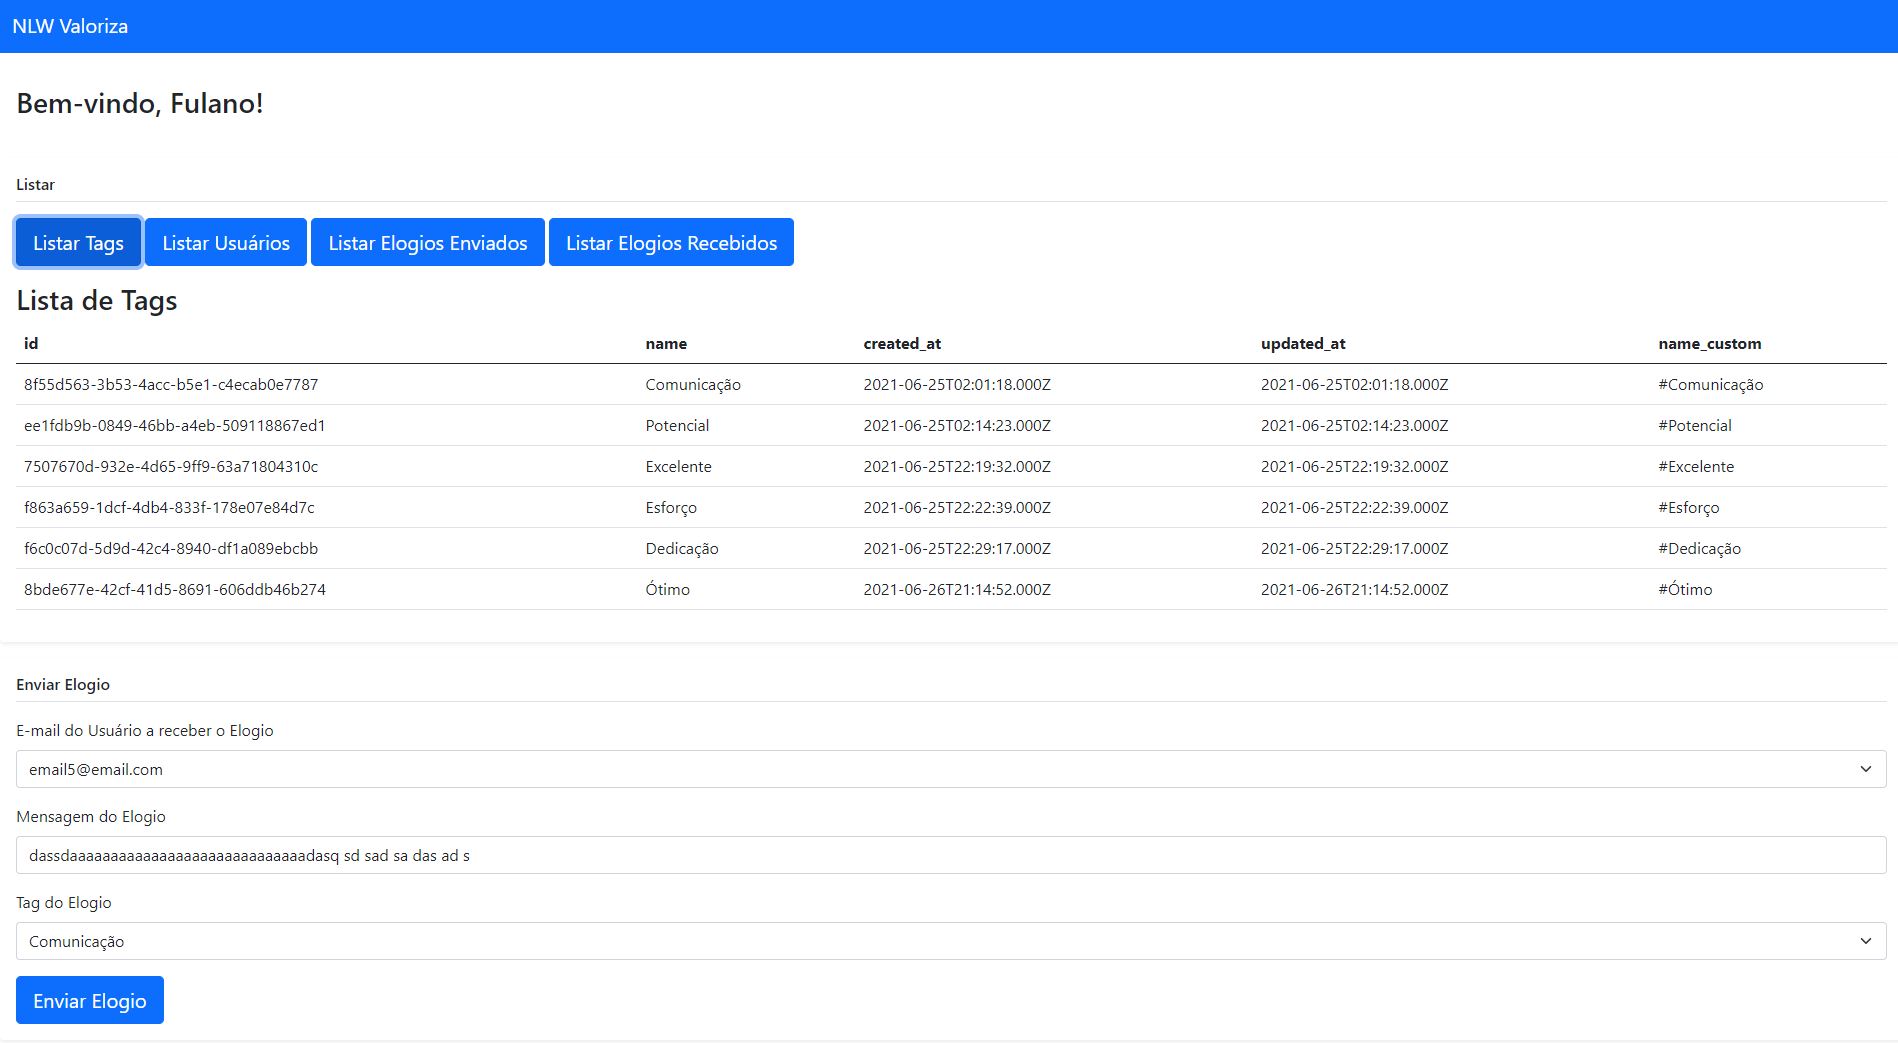 NLW Valoriza
Bem-vindo, Fulano!
Listar
Listar Tags Listar Usuários Listar Elogios Enviados Listar Elogios Recebidos
Lista de Tags
id name created_at updated_at name_custom
8f55d563-3b53-4acc-b5e1-c4ecab0e7787 Comunicação 2021-06-25T02:01:18.000Z 2021-06-25T02:01:18.000Z #Comunicação
ee1fdb9b-0849-46bb-a4eb-509118867ed1 Potencial 2021-06-25T02:14:23.000Z 2021-06-25T02:14:23.000Z #Potencial
7507670d-932e-4d65-9ff9-63a71804310c Excelente 2021-06-25T22:19:32.000Z 2021-06-25T22:19:32.000Z #Excelente
f863a659-1dcf-4db4-833f-178e07e84d7c Esforço 2021-06-25T22:22:39.000Z 2021-06-25T22:22:39.000Z #Esforço
f6c0c07d-5d9d-42c4-8940-df1a089ebcbb Dedicação 2021-06-25T22:29:17.000Z 2021-06-25T22:29:17.000Z #Dedicação
8bde677e-42cf-41d5-8691-606ddb46b274 Ótimo 2021-06-26T21:14:52.000Z 2021-06-26T21:14:52.000Z #Ótimo
Enviar Elogio
E-mail do Usuário a receber o Elogio
email5@email.com
Mensagem do Elogio
dassdaaaaaaaaaaaaaaaaaaaaaaaaaaaaadasq sd sad sa das ad s
Tag do Elogio
Comunicação
Enviar Elogio